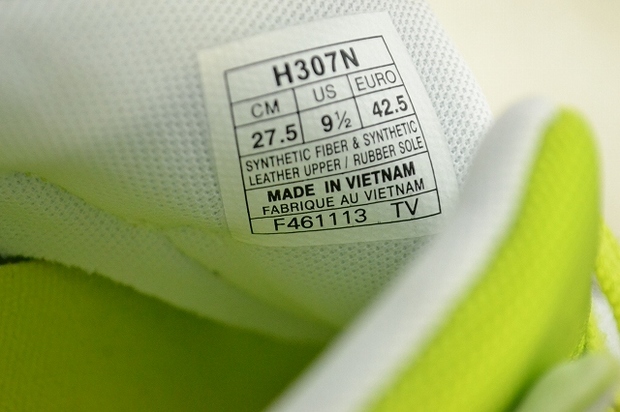 H307N
CM US EURO
27.5 9½ 42.5
SYNTHETIC FIBER & SYNTHETIC
LEATHER UPPER / RUBBER SOLE
MADE IN VIETNAM
FABRIQUE AU VIETNAM
F461113 TV